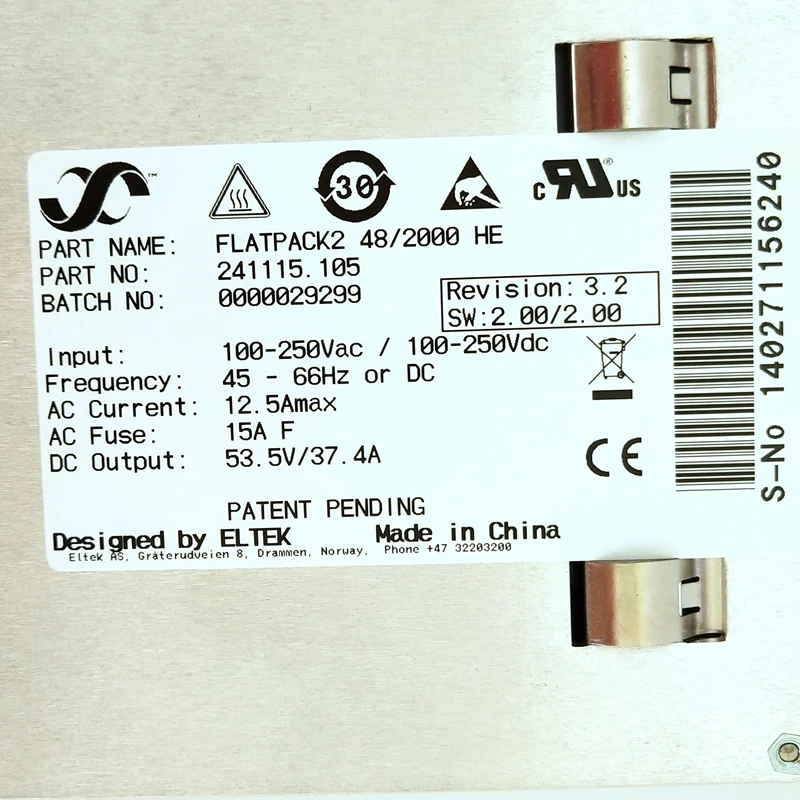 ™
30
c RU ® US
PART NAME: FLATPACK2 48/2000 HE
PART NO: 241115.105
BATCH NO: 0000029299
Revision: 3.2
SW:2.00/2.00
Input: 100-250Vac / 100-250Vdc
Frequency: 45 - 66Hz or DC
AC Current: 12.5Amax
AC Fuse: 15A F
DC Output: 53.5V/37.4A
CE
PATENT PENDING
Designed by ELTEK Made in China
Eltek AS, Gråterudveien 8, Drammen, Norway, Phone +47 32203200
S-No 140271156240